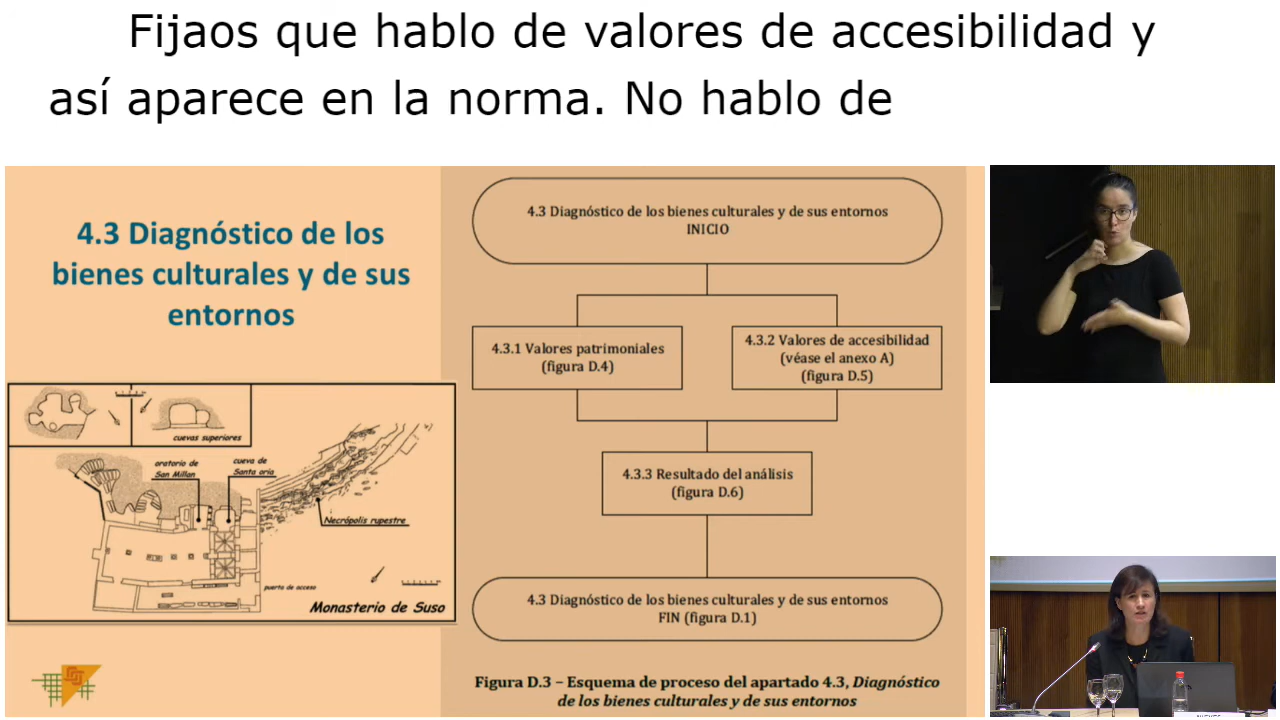 Fijaos que hablo de valores de accesibilidad y
así aparece en la norma. No hablo de
4.3 Diagnóstico de los
bienes culturales y de sus
entornos
cuevas superiores
oratorio de
San Millan
cueva de
Santa oria
Necrópolis rupestre
puerta de acceso
Monasterio de Suso
4.3 Diagnóstico de los bienes culturales y de sus entornos
INICIO
4.3.1 Valores patrimoniales
(figura D.4)
4.3.2 Valores de accesibilidad
(véase el anexo A)
(figura D.5)
4.3.3 Resultado del análisis
(figura D.6)
4.3 Diagnóstico de los bienes culturales y de sus entornos
FIN (figura D.1)
Figura D.3 – Esquema de proceso del apartado 4.3, Diagnóstico
de los bienes culturales y de sus entornos